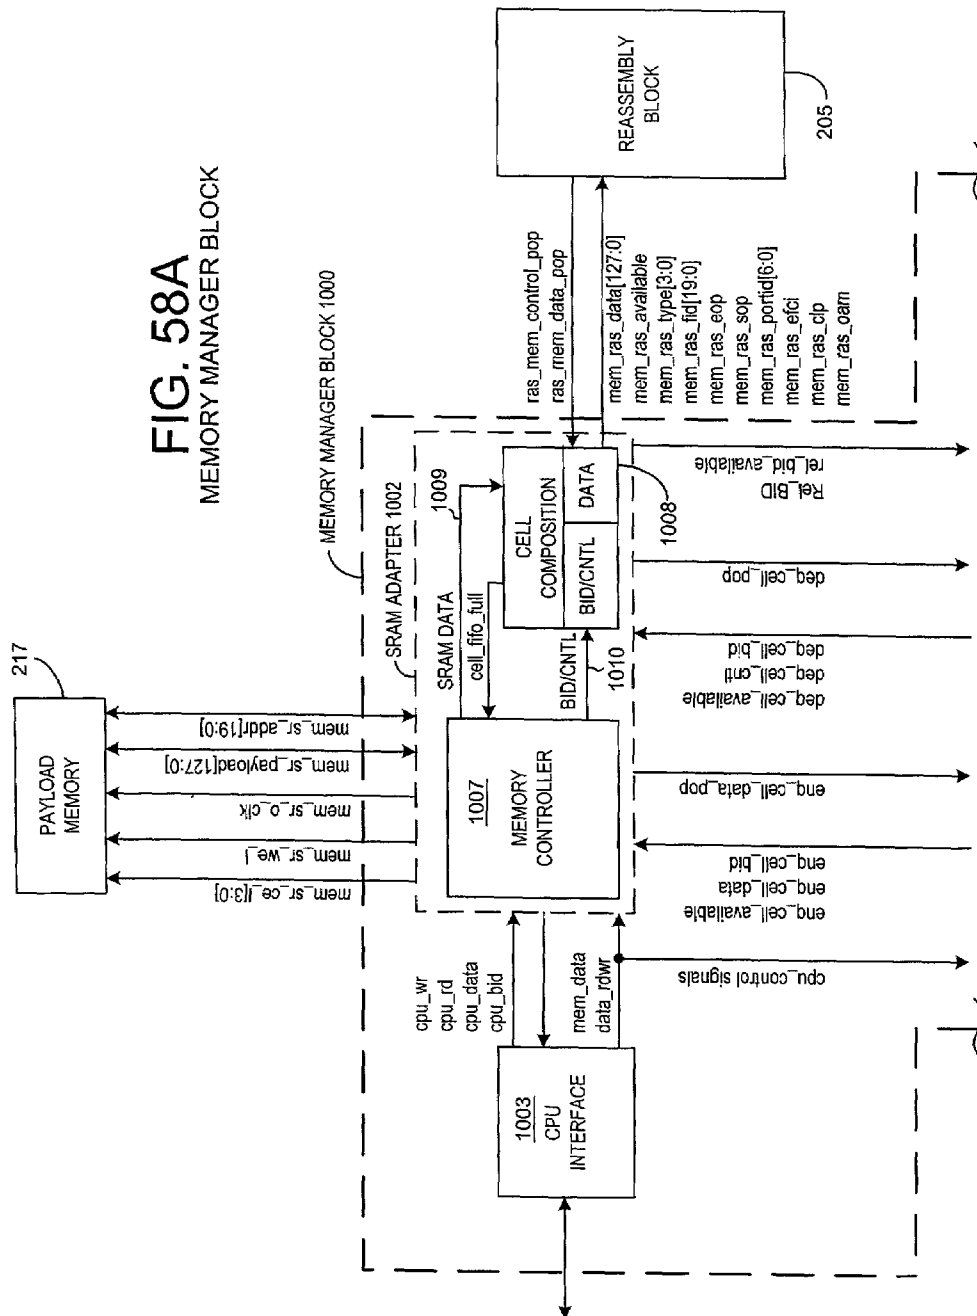 FIG. 58A
MEMORY MANAGER BLOCK
MEMORY MANAGER BLOCK 1000
217
PAYLOAD
MEMORY
mem_sr_ce_l[3:0]
mem_sr_we_l
mem_sr_o_clk
mem_sr_payload[127:0]
mem_sr_addr[19:0]
SRAM ADAPTER 1002
1003
CPU
INTERFACE
cpu_wr
cpu_rd
cpu_data
cpu_bid
mem_data
data_rdwr
1007
MEMORY
CONTROLLER
SRAM DATA
1009
cell_fifo_full
BID/CNTL
1010
CELL
COMPOSITION
BID/CNTL
DATA
1008
ras_mem_control_pop
ras_mem_data_pop
mem_ras_data[127:0]
mem_ras_available
mem_ras_type[3:0]
mem_ras_fid[19:0]
mem_ras_eop
mem_ras_sop
mem_ras_portid[6:0]
mem_ras_efci
mem_ras_clp
mem_ras_oam
REASSEMBLY
BLOCK
205
cpu_control signals
enq_cell_available
enq_cell_data
enq_cell_bid
enq_cell_data_pop
deq_cell_available
deq_cell_cntl
deq_cell_bid
deq_cell_pop
Rel_BID
rel_bid_available